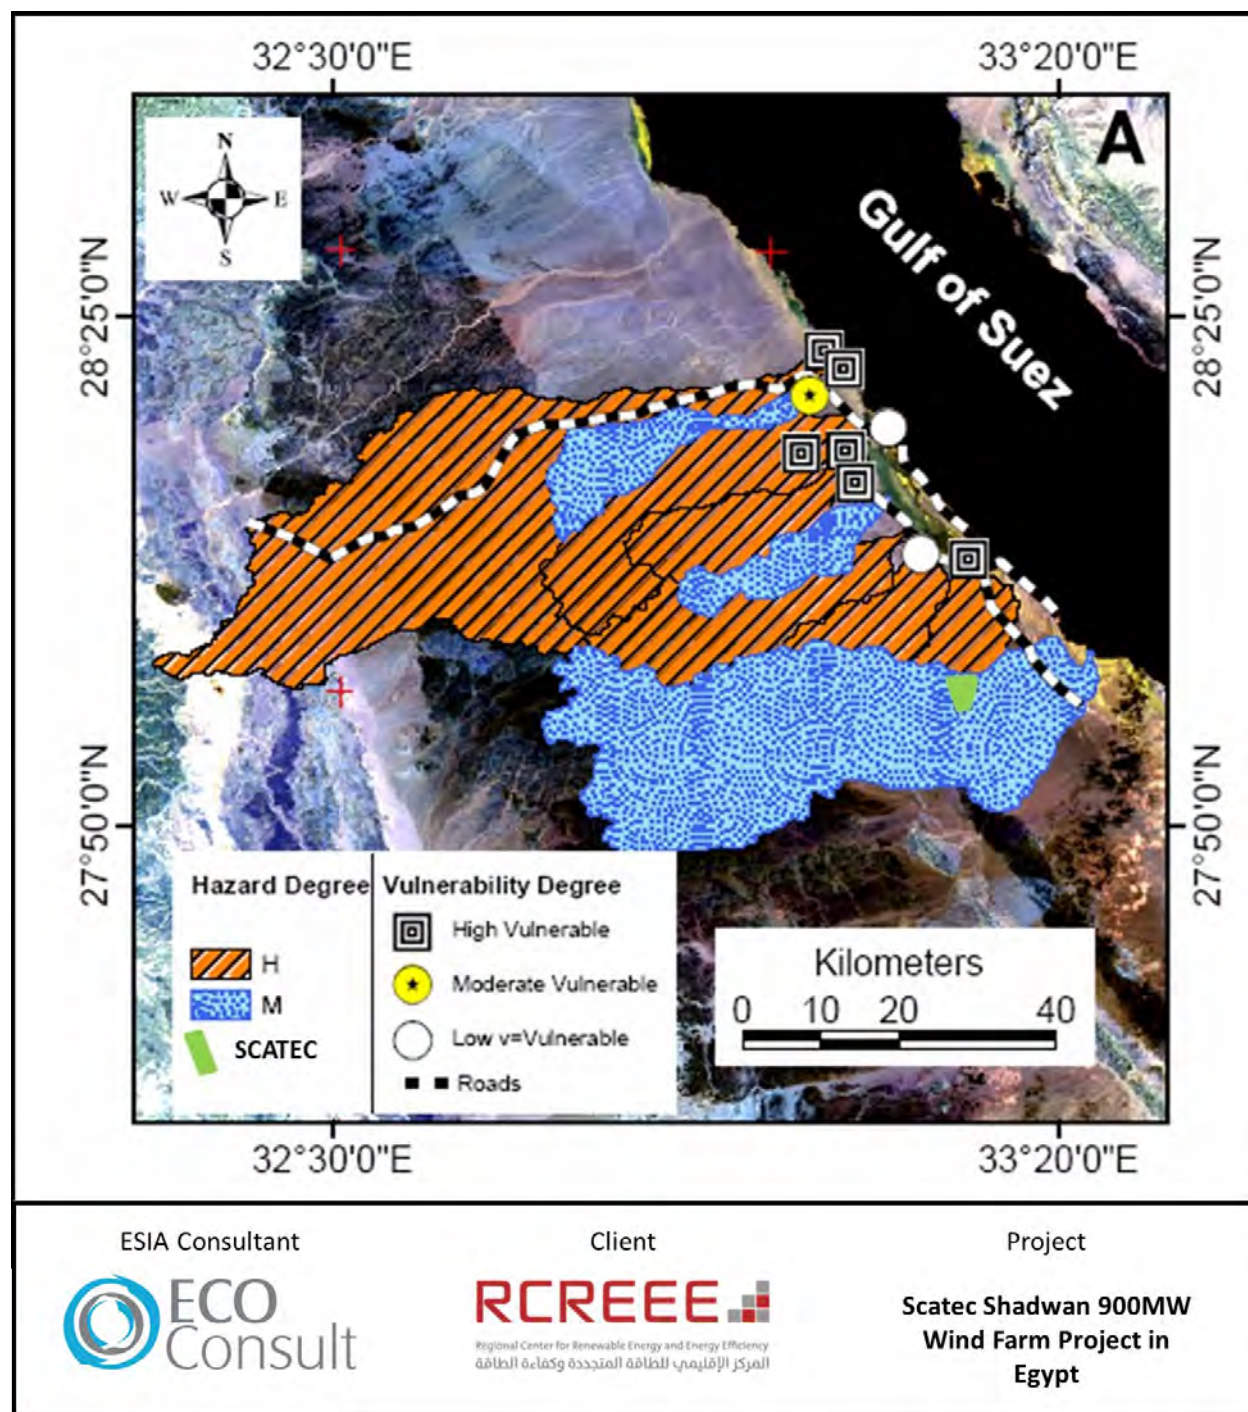 32°30'0"E
33°20'0"E
A
N
W
E
S
Gulf of Suez
28°25'0"N
28°25'0"N
27°50'0"N
27°50'0"N
Hazard Degree
H
M
SCATEC
Vulnerability Degree
High Vulnerable
Moderate Vulnerable
Low v=Vulnerable
Roads
Kilometers
0 10 20 40
32°30'0"E
33°20'0"E
ESIA Consultant
ECO
Consult
Client
RCREEE
Regional Center for Renewable Energy and Energy Efficiency
المركز الإقليمي للطاقة المتجددة وكفاءة الطاقة
Project
Scatec Shadwan 900MW
Wind Farm Project in
Egypt